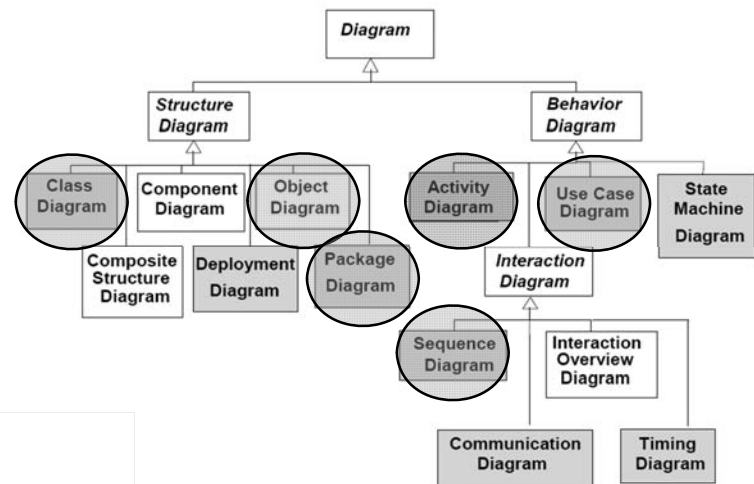 Diagram
Structure
Diagram
Behavior
Diagram
Class
Diagram
Component
Diagram
Object
Diagram
Activity
Diagram
Use Case
Diagram
State
Machine
Diagram
Composite
Structure
Diagram
Deployment
Diagram
Package
Diagram
Interaction
Diagram
Sequence
Diagram
Interaction
Overview
Diagram
Communication
Diagram
Timing
Diagram